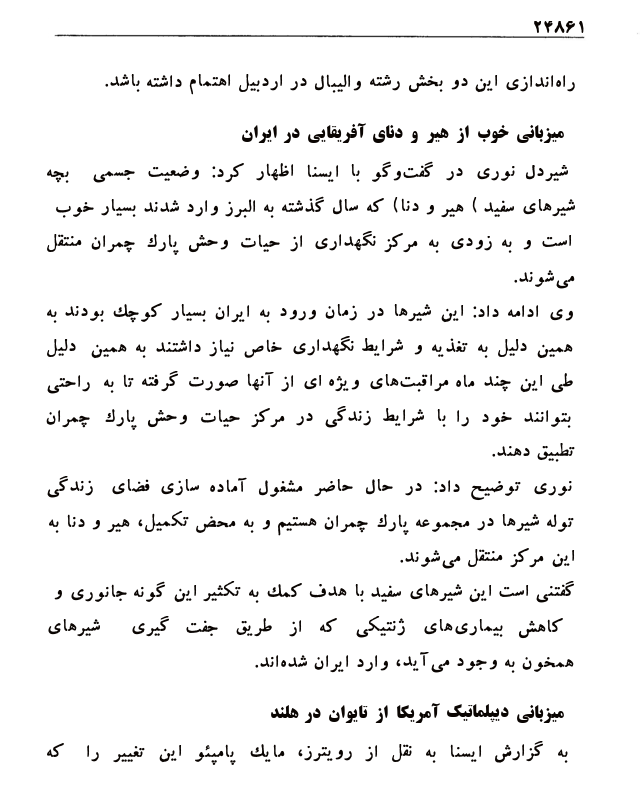 ۲۴۸۶۱
راه‌اندازی این دو بخش رشته والیبال در اردبیل اهتمام داشته باشد.
میزبانی خوب از هیر و دنای آفریقایی در ایران
شیردل نوری در گفت‌وگو با ایسنا اظهار کرد: وضعیت جسمی بچه
شیرهای سفید ) هیر و دنا) که سال گذشته به البرز وارد شدند بسیار خوب
است و به زودی به مرکز نگهداری از حیات وحش پارك چمران منتقل
می‌شوند.
وی ادامه داد: این شیرها در زمان ورود به ایران بسیار کوچك بودند به
همین دلیل به تغذیه و شرایط نگهداری خاص نیاز داشتند به همین دلیل
طی این چند ماه مراقبت‌های ویژه ای از آنها صورت گرفته تا به راحتی
بتوانند خود را با شرایط زندگی در مرکز حیات وحش پارك چمران
تطبیق دهند.
نوری توضیح داد: در حال حاضر مشغول آماده سازی فضای زندگی
توله شیرها در مجموعه پارك چمران هستیم و به محض تکمیل، هیر و دنا به
این مرکز منتقل می‌شوند.
گفتنی است این شیرهای سفید با هدف کمك به تکثیر این گونه جانوری و
کاهش بیماری‌های ژنتیکی که از طریق جفت گیری شیرهای
همخون به وجود می‌آید، وارد ایران شده‌اند.
میزبانی دیپلماتیک آمریکا از تایوان در هلند
به گزارش ایسنا به نقل از رویترز، مایك پامپئو این تغییر را که